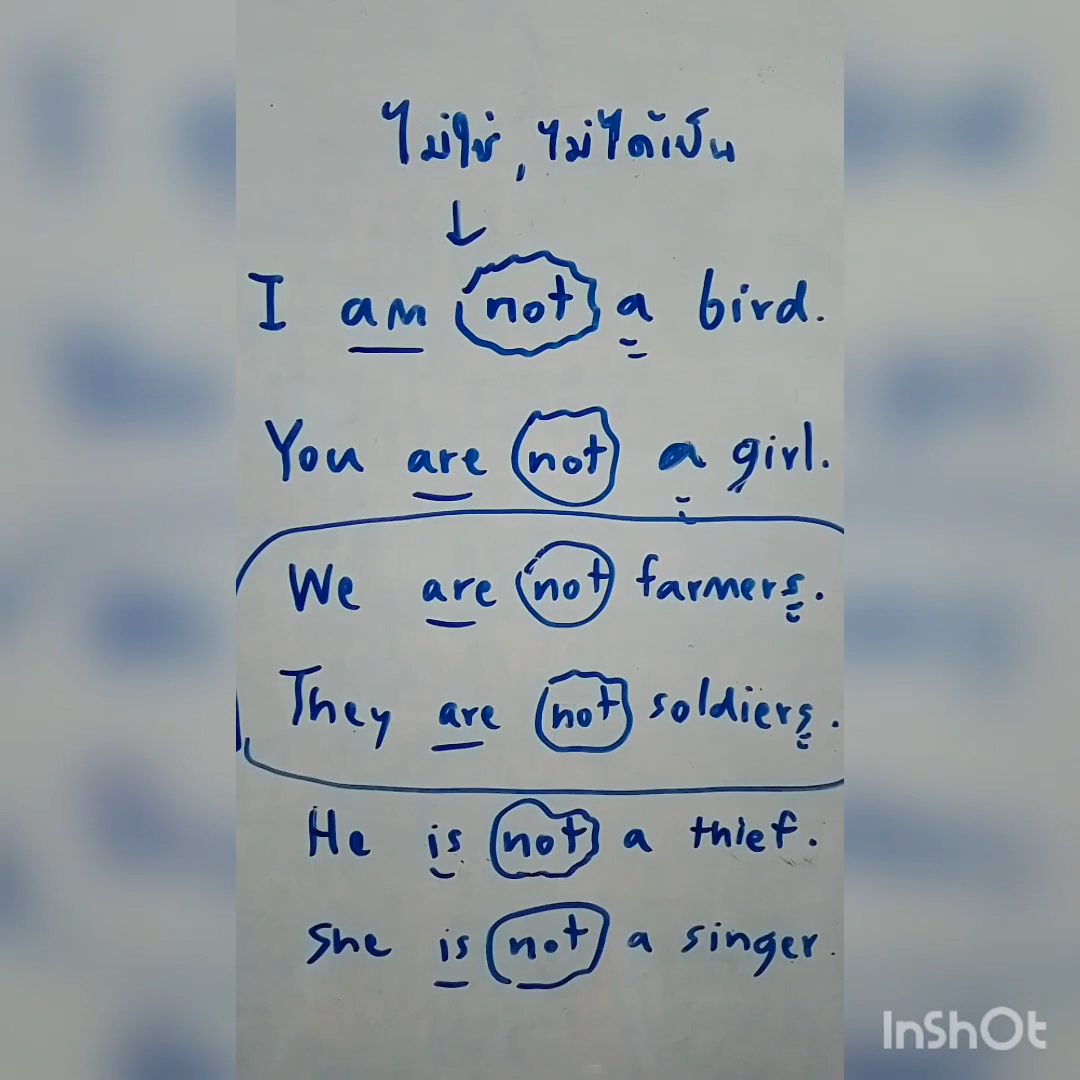 ไม่ใช่, ไม่ได้เป็น
↓
I am not a bird.
You are not a girl.
We are not farmers.
They are not soldiers.
He is not a thief.
She is not a singer.
InShOt